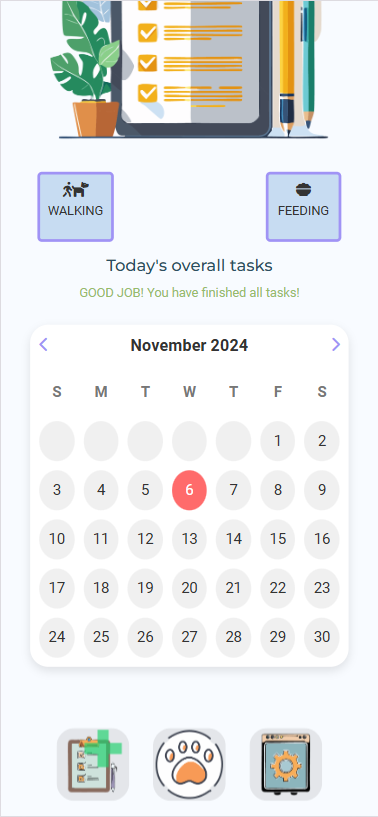 WALKING
FEEDING
Today's overall tasks
GOOD JOB! You have finished all tasks!
November 2024
S M T W T F S
1 2
3 4 5 6 7 8 9
10 11 12 13 14 15 16
17 18 19 20 21 22 23
24 25 26 27 28 29 30